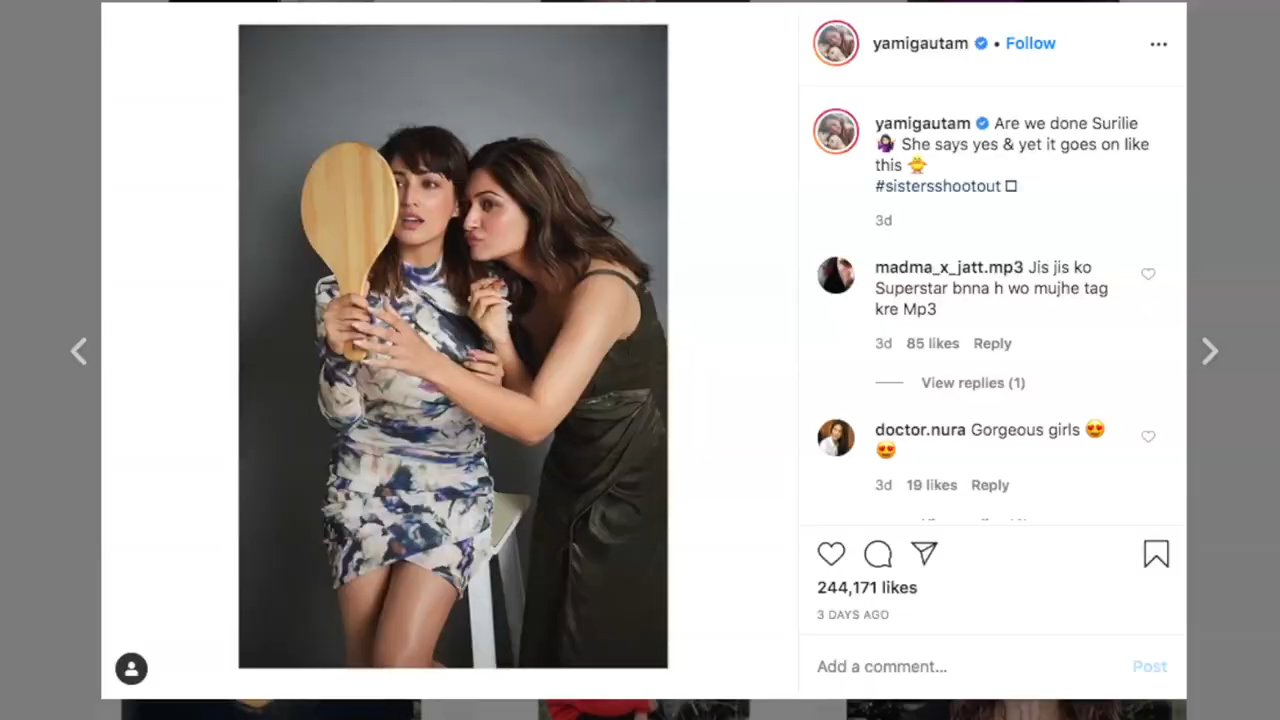 yamigautam • Follow
yamigautam Are we done Surilie
🤷🏻‍♀️ She says yes & yet it goes on like
this 🐥
#sistersshootout □
3d
madma_x_jatt.mp3 Jis jis ko
Superstar bnna h wo mujhe tag
kre Mp3
3d 85 likes Reply
View replies (1)
doctor.nura Gorgeous girls 😍
😍
3d 19 likes Reply
244,171 likes
3 DAYS AGO
Add a comment... Post